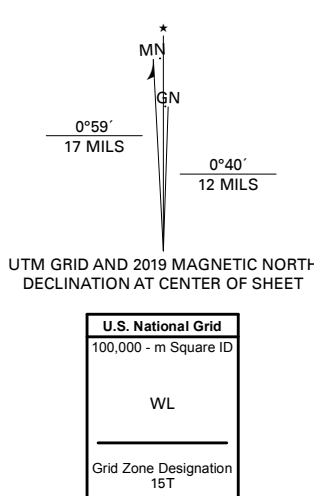 ★
MN
GN
0°59´
17 MILS
0°40´
12 MILS
UTM GRID AND 2019 MAGNETIC NORTH
DECLINATION AT CENTER OF SHEET
U.S. National Grid
100,000 - m Square ID
WL
Grid Zone Designation
15T